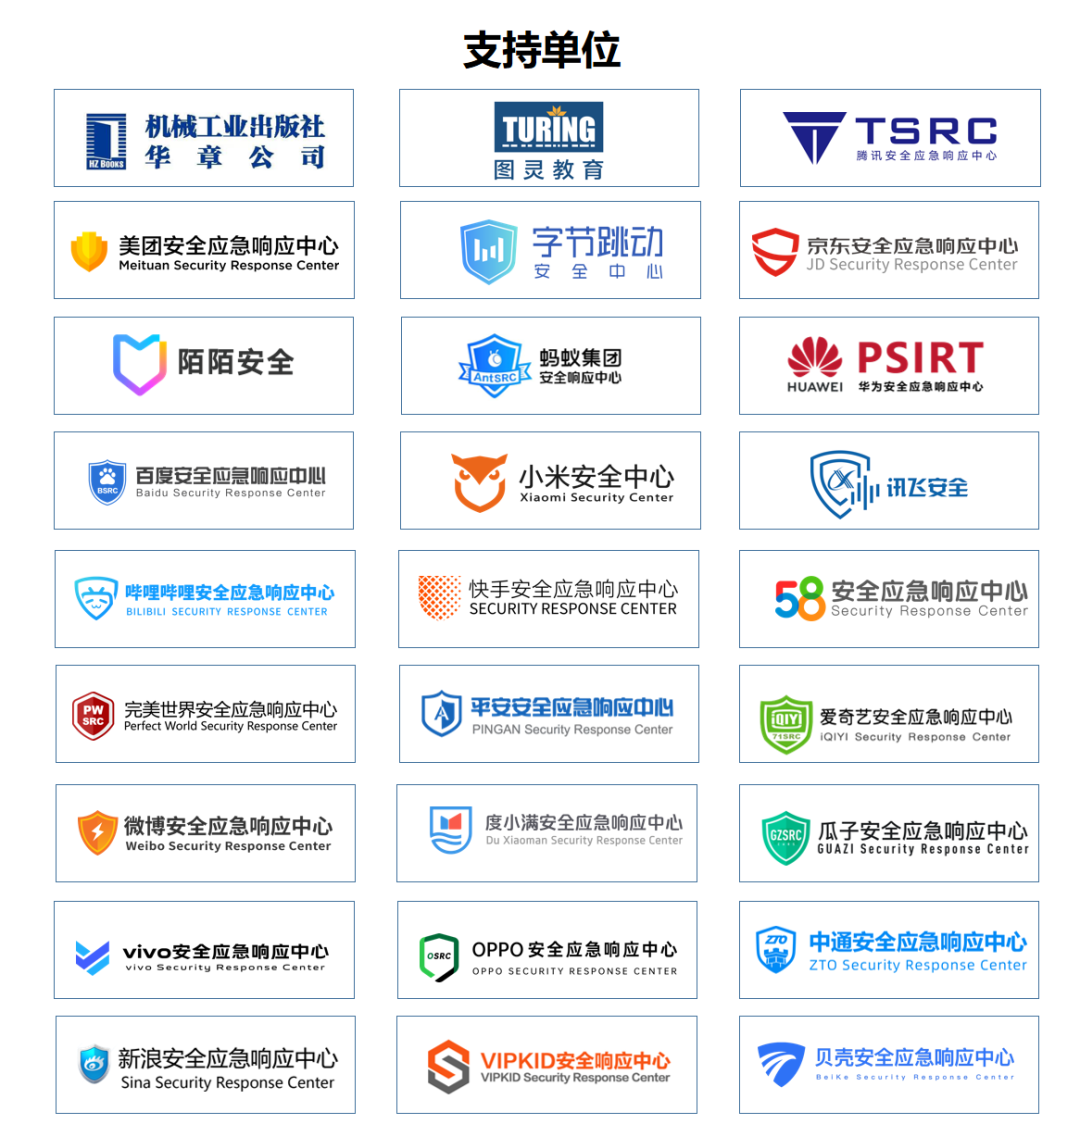 支持单位
机械工业出版社
华章公司
HZ BOOKS
TURING
图灵教育
TSRC
腾讯安全应急响应中心
美团安全应急响应中心
Meituan Security Response Center
字节跳动
安全中心
京东安全应急响应中心
JD Security Response Center
陌陌安全
AntSRC
蚂蚁集团
安全响应中心
HUAWEI
PSIRT
华为安全应急响应中心
BSRC
百度安全应急响应中心
Baidu Security Response Center
小米安全中心
Xiaomi Security Center
讯飞安全
哔哩哔哩安全应急响应中心
BILIBILI SECURITY RESPONSE CENTER
快手安全应急响应中心
SECURITY RESPONSE CENTER
58
安全应急响应中心
Security Response Center
PW
SRC
完美世界安全应急响应中心
Perfect World Security Response Center
平安安全应急响应中心
PINGAN Security Response Center
iQIYI
71SRC
爱奇艺安全应急响应中心
iQIYI Security Response Center
微博安全应急响应中心
Weibo Security Response Center
度小满安全应急响应中心
Du Xiaoman Security Response Center
GZSRC
瓜子安全应急响应中心
GUAZI Security Response Center
vivo安全应急响应中心
vivo Security Response Center
OSRC
OPPO 安全应急响应中心
OPPO SECURITY RESPONSE CENTER
ZTO
中通安全应急响应中心
ZTO Security Response Center
新浪安全应急响应中心
Sina Security Response Center
VIPKID安全响应中心
VIPKID Security Response Center
贝壳安全应急响应中心
BeiKe Security Response Center